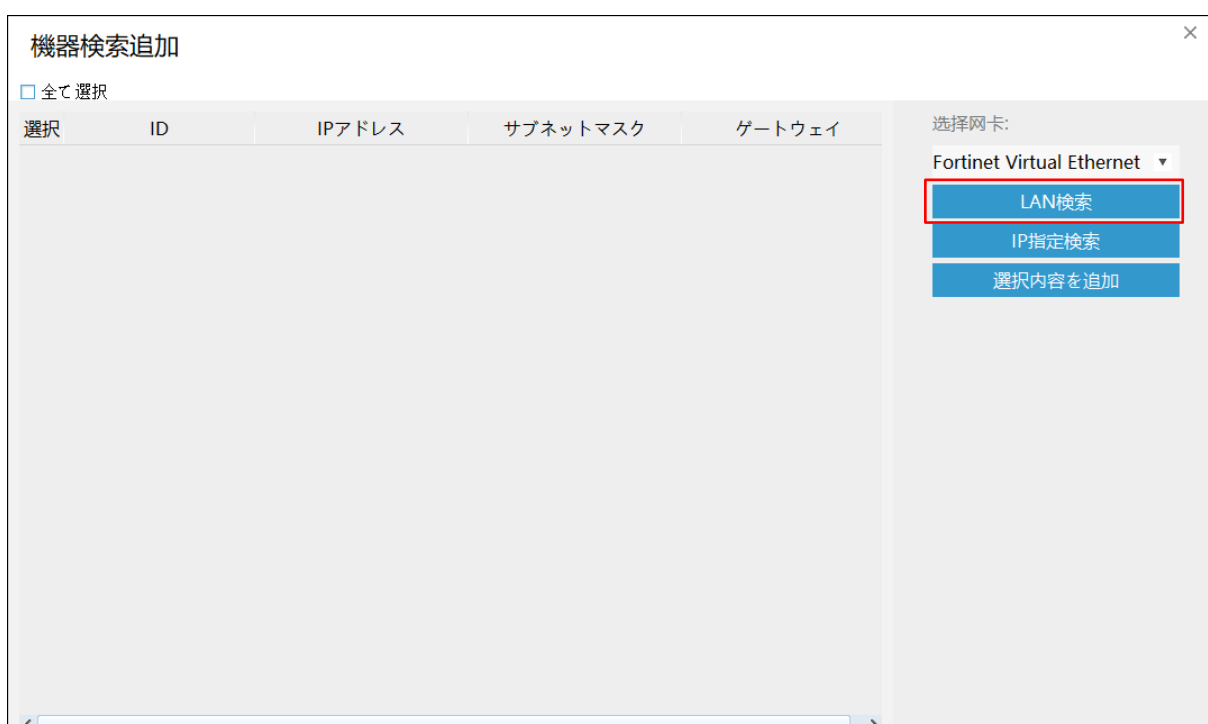 機器検索追加
全て選択
選択 ID IPアドレス サブネットマスク ゲートウェイ
选择网卡:
Fortinet Virtual Ethernet
LAN検索
IP指定検索
選択内容を追加